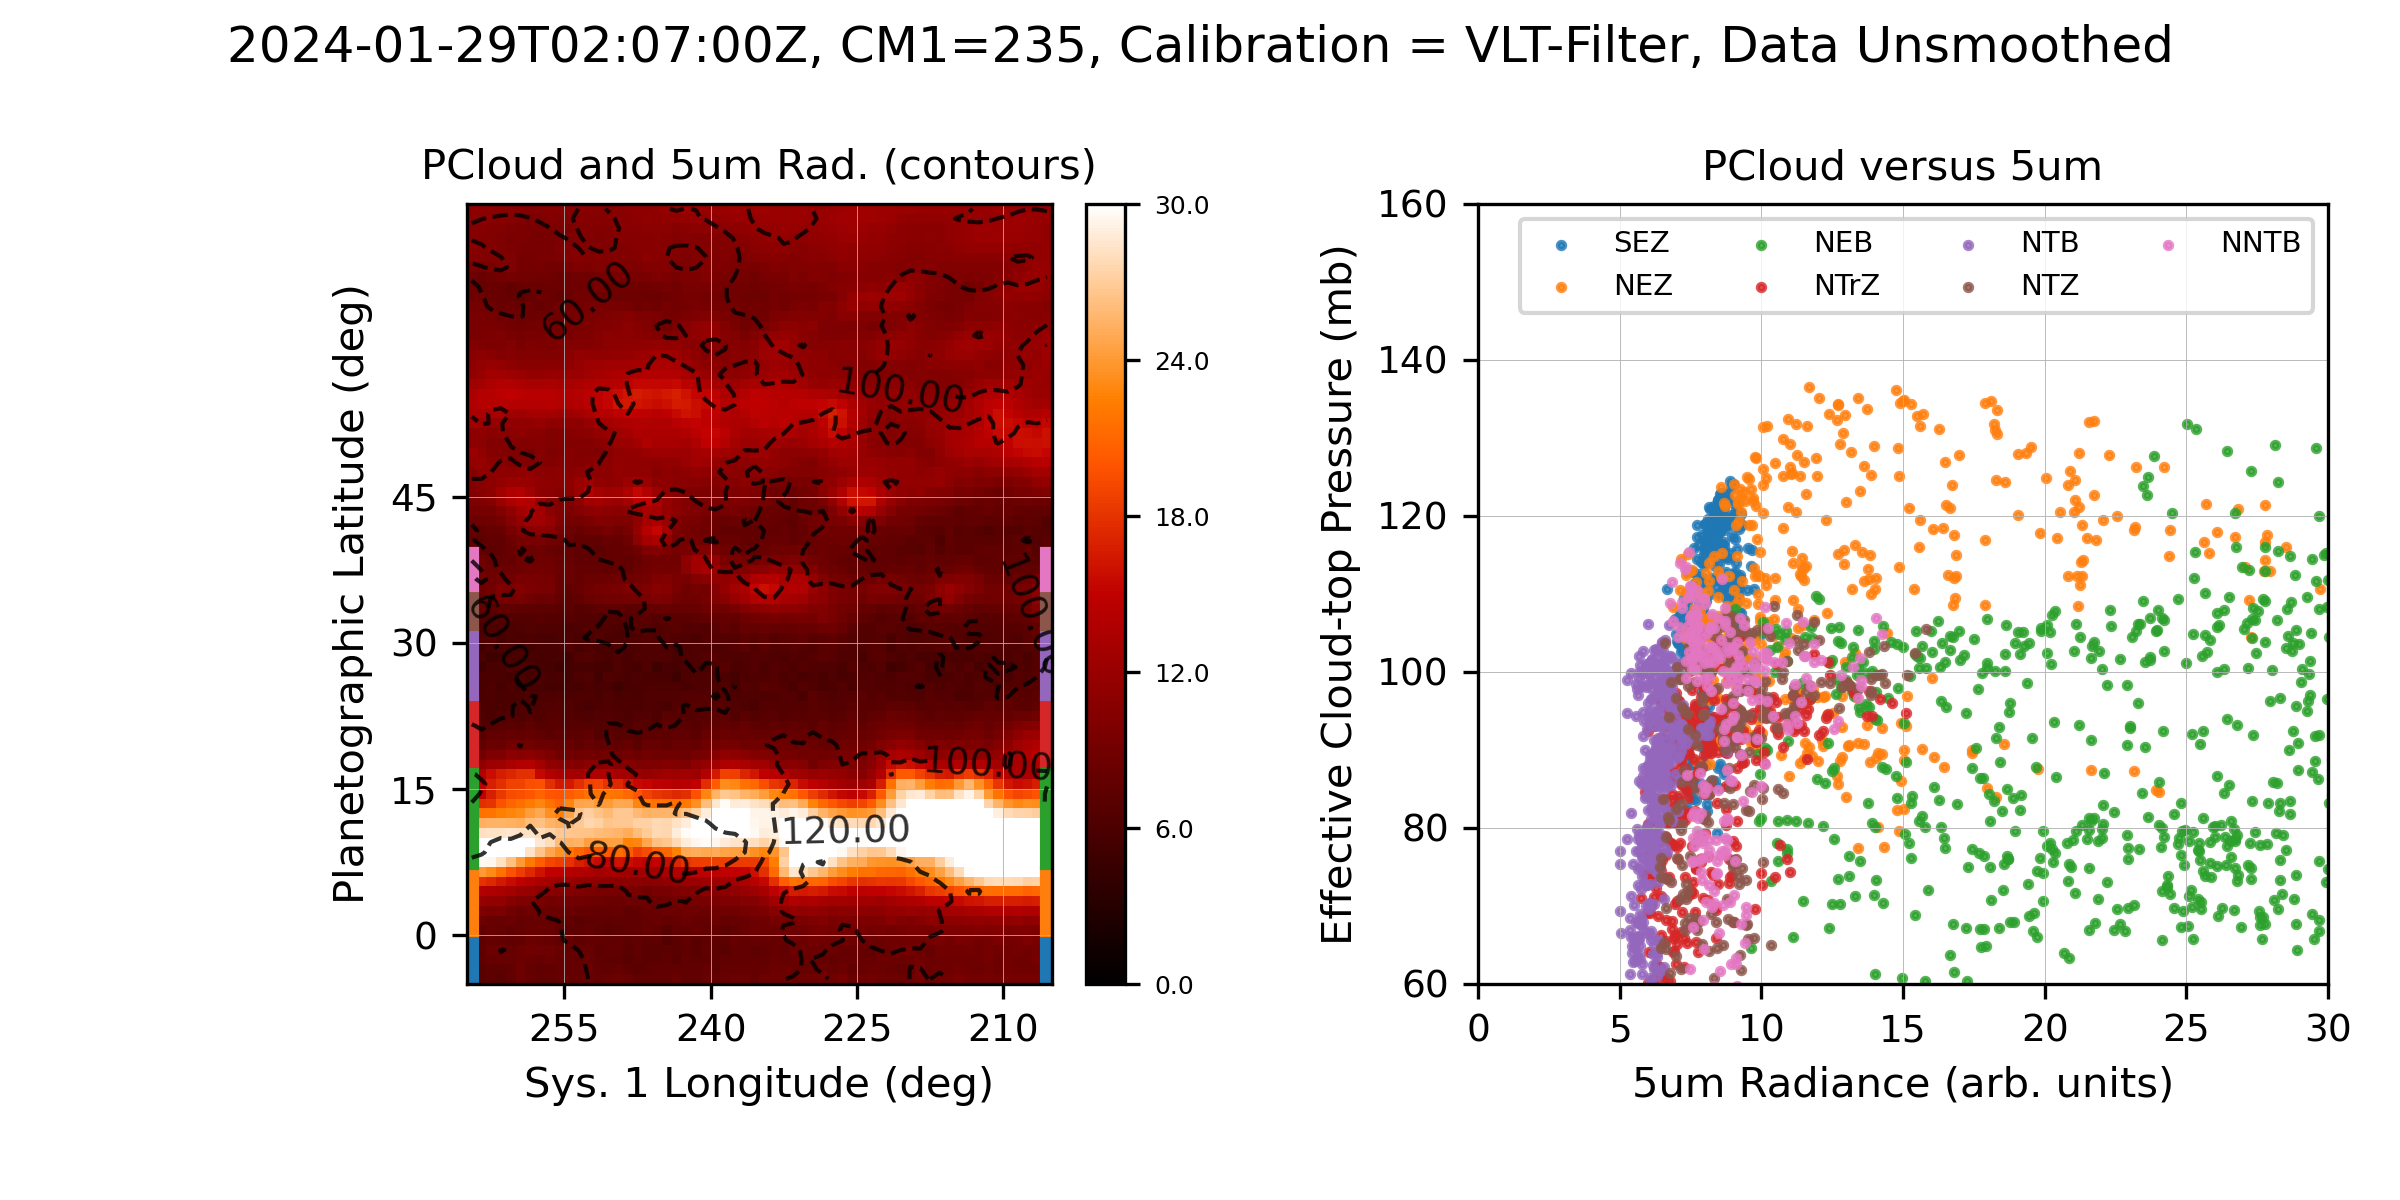 2024-01-29T02:07:00Z, CM1=235, Calibration = VLT-Filter, Data Unsmoothed
PCloud and 5um Rad. (contours)
Planetographic Latitude (deg)
45
30
15
0
60.00
100.00
60.00
100.00
100.00
120.00
80.00
255
240
225
210
Sys. 1 Longitude (deg)
30.0
24.0
18.0
12.0
6.0
0.0
PCloud versus 5um
Effective Cloud-top Pressure (mb)
160
140
120
100
80
60
SEZ
NEZ
NEB
NTrZ
NTB
NTZ
NNTB
0
5
10
15
20
25
30
5um Radiance (arb. units)